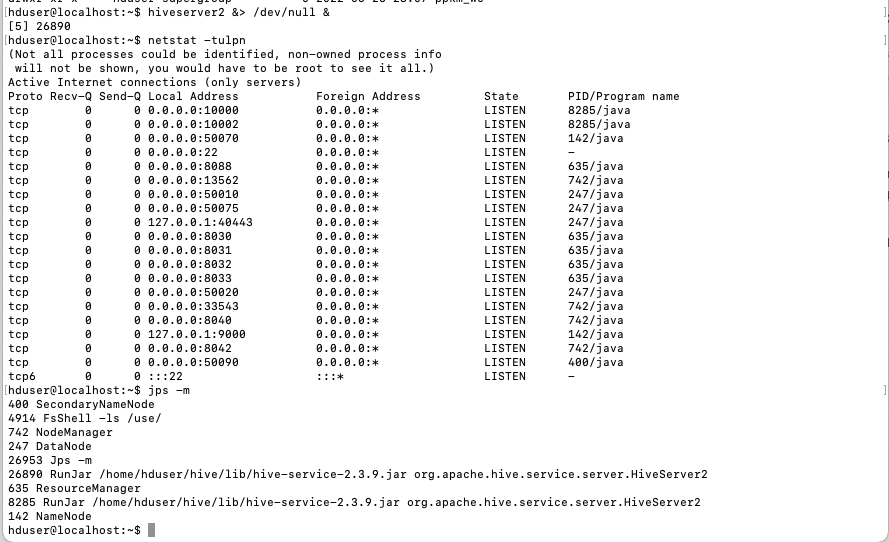 hduser@localhost:~$ hiveserver2 &> /dev/null &
[5] 26890
hduser@localhost:~$ netstat -tulpn
(Not all processes could be identified, non-owned process info
 will not be shown, you would have to be root to see it all.)
Active Internet connections (only servers)
Proto Recv-Q Send-Q Local Address           Foreign Address         State       PID/Program name
tcp        0      0 0.0.0.0:10000           0.0.0.0:*               LISTEN      8285/java
tcp        0      0 0.0.0.0:10002           0.0.0.0:*               LISTEN      8285/java
tcp        0      0 0.0.0.0:50070           0.0.0.0:*               LISTEN      142/java
tcp        0      0 0.0.0.0:22              0.0.0.0:*               LISTEN      -
tcp        0      0 0.0.0.0:8088            0.0.0.0:*               LISTEN      635/java
tcp        0      0 0.0.0.0:13562           0.0.0.0:*               LISTEN      742/java
tcp        0      0 0.0.0.0:50010           0.0.0.0:*               LISTEN      247/java
tcp        0      0 0.0.0.0:50075           0.0.0.0:*               LISTEN      247/java
tcp        0      0 127.0.0.1:40443         0.0.0.0:*               LISTEN      247/java
tcp        0      0 0.0.0.0:8030            0.0.0.0:*               LISTEN      635/java
tcp        0      0 0.0.0.0:8031            0.0.0.0:*               LISTEN      635/java
tcp        0      0 0.0.0.0:8032            0.0.0.0:*               LISTEN      635/java
tcp        0      0 0.0.0.0:8033            0.0.0.0:*               LISTEN      635/java
tcp        0      0 0.0.0.0:50020           0.0.0.0:*               LISTEN      247/java
tcp        0      0 0.0.0.0:33543           0.0.0.0:*               LISTEN      742/java
tcp        0      0 0.0.0.0:8040            0.0.0.0:*               LISTEN      742/java
tcp        0      0 127.0.0.1:9000          0.0.0.0:*               LISTEN      142/java
tcp        0      0 0.0.0.0:8042            0.0.0.0:*               LISTEN      742/java
tcp        0      0 0.0.0.0:50090           0.0.0.0:*               LISTEN      400/java
tcp6       0      0 :::22                   :::*                    LISTEN      -
hduser@localhost:~$ jps -m
400 SecondaryNameNode
4914 FsShell -ls /use/
742 NodeManager
247 DataNode
26953 Jps -m
26890 RunJar /home/hduser/hive/lib/hive-service-2.3.9.jar org.apache.hive.service.server.HiveServer2
635 ResourceManager
8285 RunJar /home/hduser/hive/lib/hive-service-2.3.9.jar org.apache.hive.service.server.HiveServer2
142 NameNode
hduser@localhost:~$